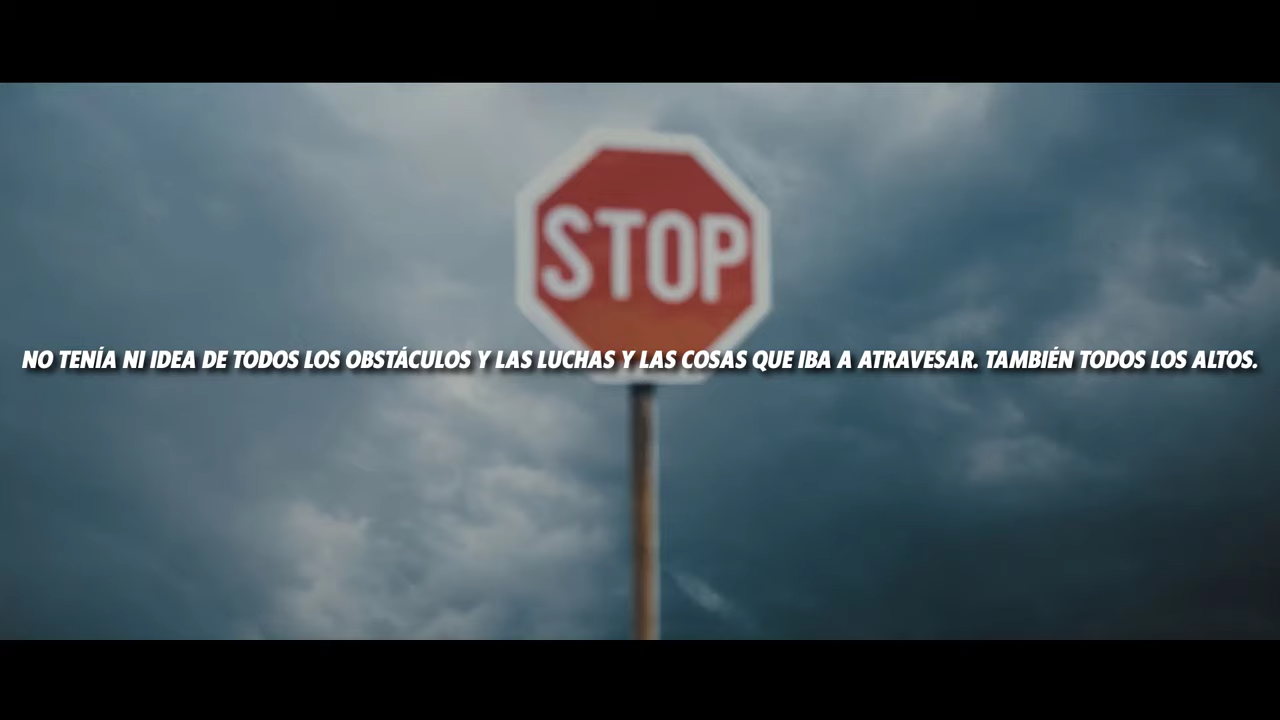 STOP
NO TENÍA NI IDEA DE TODOS LOS OBSTÁCULOS Y LAS LUCHAS Y LAS COSAS QUE IBA A ATRAVESAR. TAMBIÉN TODOS LOS ALTOS.